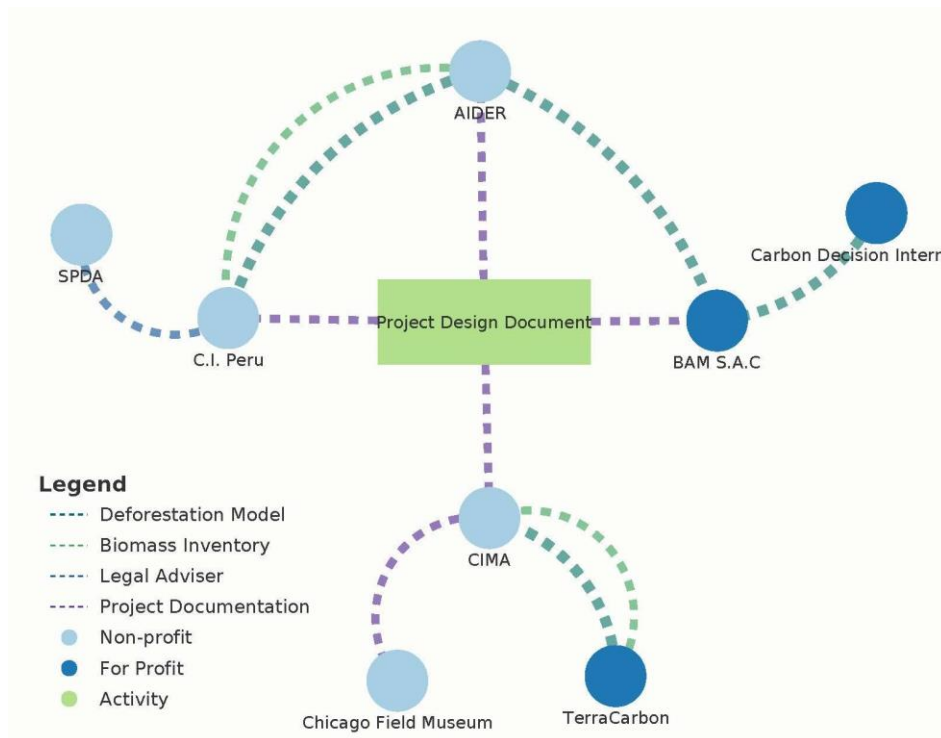 AIDER
Carbon Decision Intern
SPDA
Project Design Document
C.I. Peru
BAM S.A.C
Legend
Deforestation Model
Biomass Inventory
Legal Adviser
Project Documentation
Non-profit
For Profit
Activity
CIMA
Chicago Field Museum
TerraCarbon